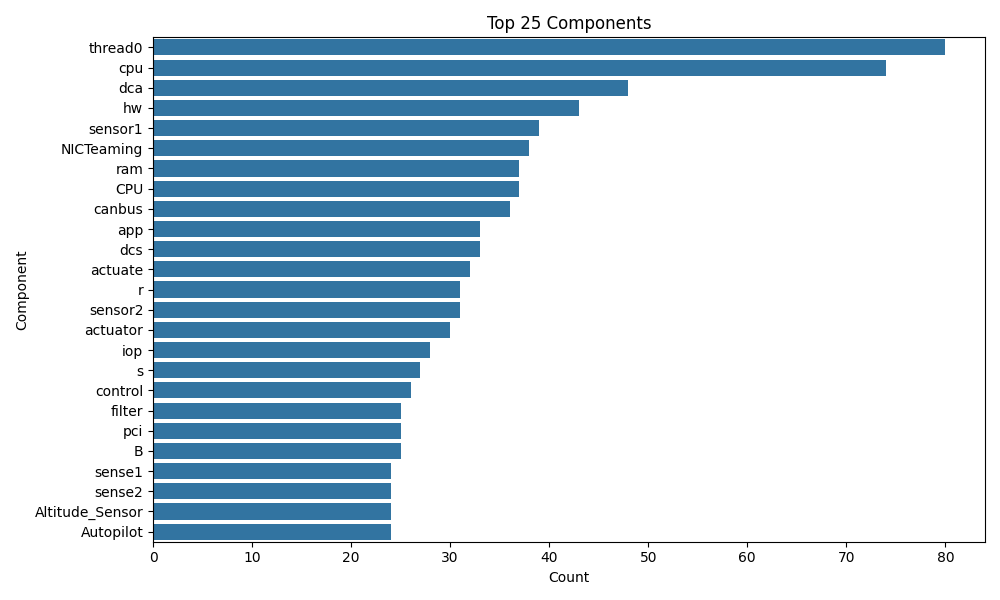 Top 25 Components
Component
thread0
cpu
dca
hw
sensor1
NICTeaming
ram
CPU
canbus
app
dcs
actuate
r
sensor2
actuator
iop
s
control
filter
pci
B
sense1
sense2
Altitude_Sensor
Autopilot
0 10 20 30 40 50 60 70 80
Count